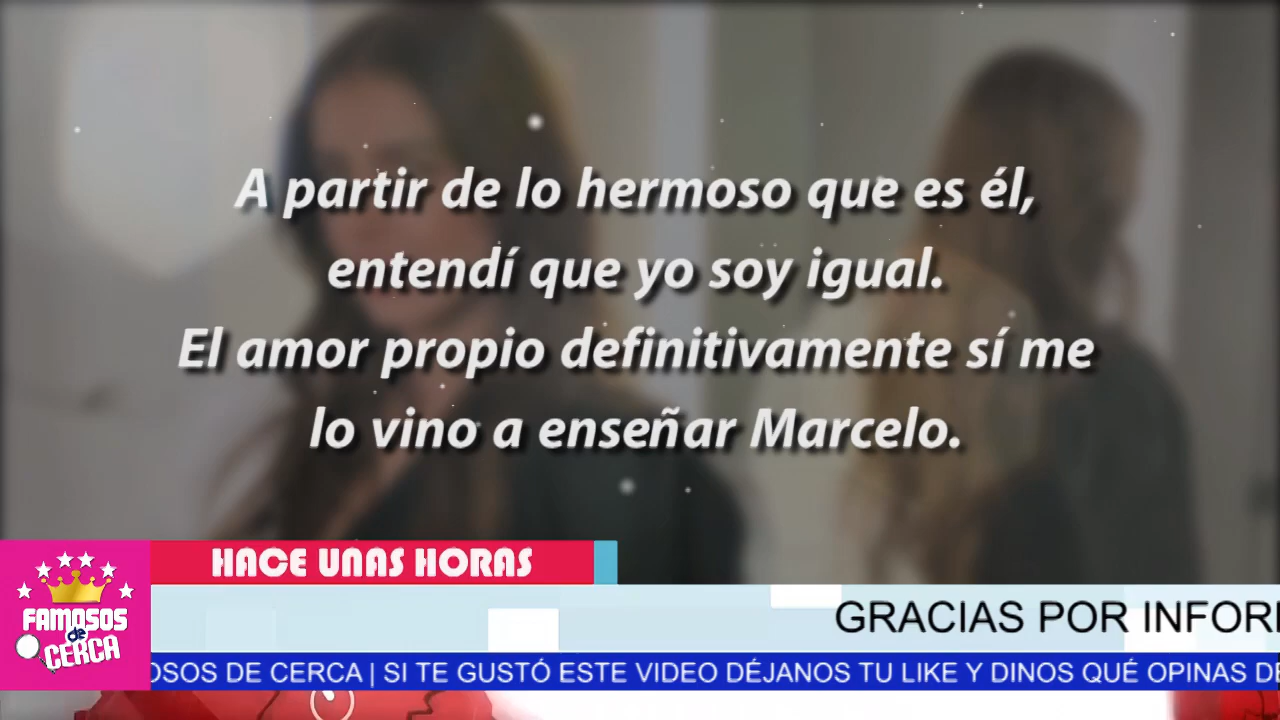 A partir de lo hermoso que es él,
entendí que yo soy igual.
El amor propio definitivamente sí me
lo vino a enseñar Marcelo.
HACE UNAS HORAS
FAMOSOS
de
CERCA
GRACIAS POR INFOR
OSOS DE CERCA | SI TE GUSTÓ ESTE VIDEO DÉJANOS TU LIKE Y DINOS QUÉ OPINAS DE